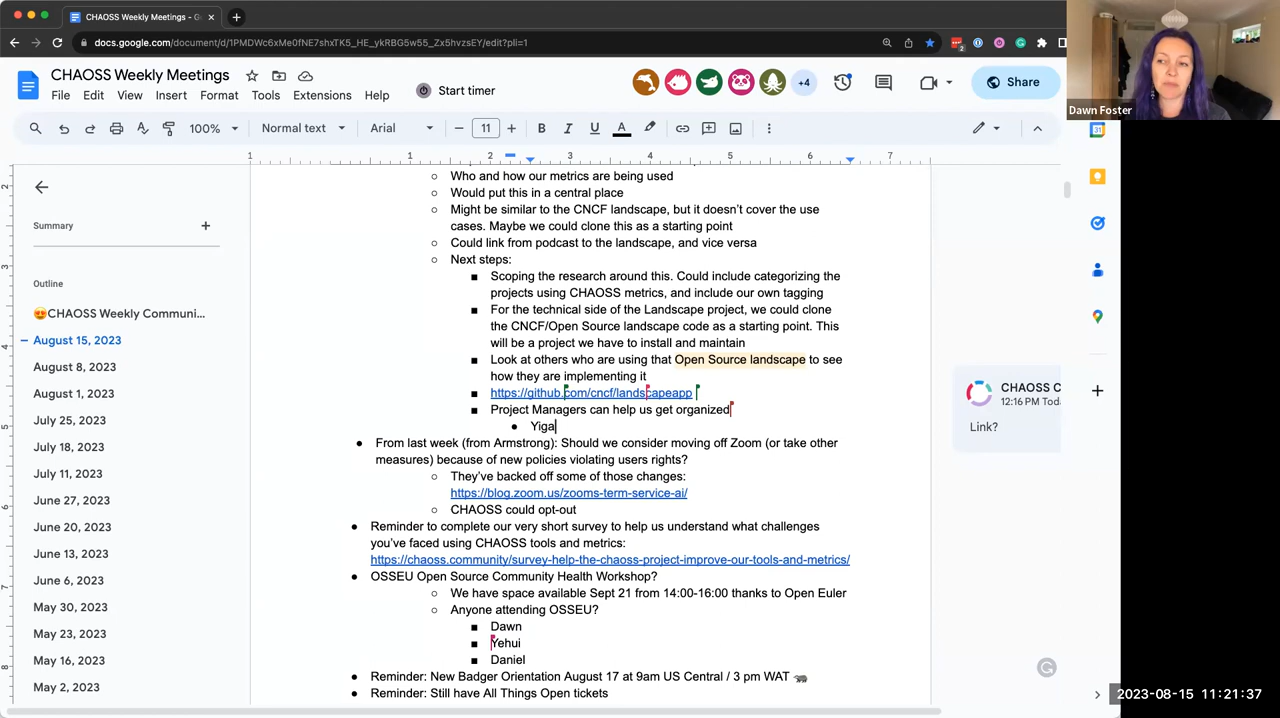 CHAOSS Weekly Meetings - G
docs.google.com/document/d/1PMDWc6xMe0fNE7shxTK5_HE_ykRBG5w55_Zx5hvzsEY/edit?pli=1
CHAOSS Weekly Meetings
File Edit View Insert Format Tools Extensions Help
Start timer
+4
Share
Dawn Foster
100% Normal text Arial 11 B I U A
1 1 2 3 4 5 6 7
Summary
Outline
😍CHAOSS Weekly Communi...
August 15, 2023
August 8, 2023
August 1, 2023
July 25, 2023
July 18, 2023
July 11, 2023
June 27, 2023
June 20, 2023
June 13, 2023
June 6, 2023
May 30, 2023
May 23, 2023
May 16, 2023
May 2, 2023
Who and how our metrics are being used
Would put this in a central place
Might be similar to the CNCF landscape, but it doesn't cover the use
cases. Maybe we could clone this as a starting point
Could link from podcast to the landscape, and vice versa
Next steps:
Scoping the research around this. Could include categorizing the
projects using CHAOSS metrics, and include our own tagging
For the technical side of the Landscape project, we could clone
the CNCF/Open Source landscape code as a starting point. This
will be a project we have to install and maintain
Look at others who are using that Open Source landscape to see
how they are implementing it
https://github.com/cncf/landscapeapp
Project Managers can help us get organized
Yiga
From last week (from Armstrong): Should we consider moving off Zoom (or take other
measures) because of new policies violating users rights?
They've backed off some of those changes:
https://blog.zoom.us/zooms-term-service-ai/
CHAOSS could opt-out
Reminder to complete our very short survey to help us understand what challenges
you've faced using CHAOSS tools and metrics:
https://chaoss.community/survey-help-the-chaoss-project-improve-our-tools-and-metrics/
OSSEU Open Source Community Health Workshop?
We have space available Sept 21 from 14:00-16:00 thanks to Open Euler
Anyone attending OSSEU?
Dawn
Yehui
Daniel
Reminder: New Badger Orientation August 17 at 9am US Central / 3 pm WAT 🦡
Reminder: Still have All Things Open tickets
CHAOSS C
12:16 PM Toda
Link?
2023-08-15 11:21:37